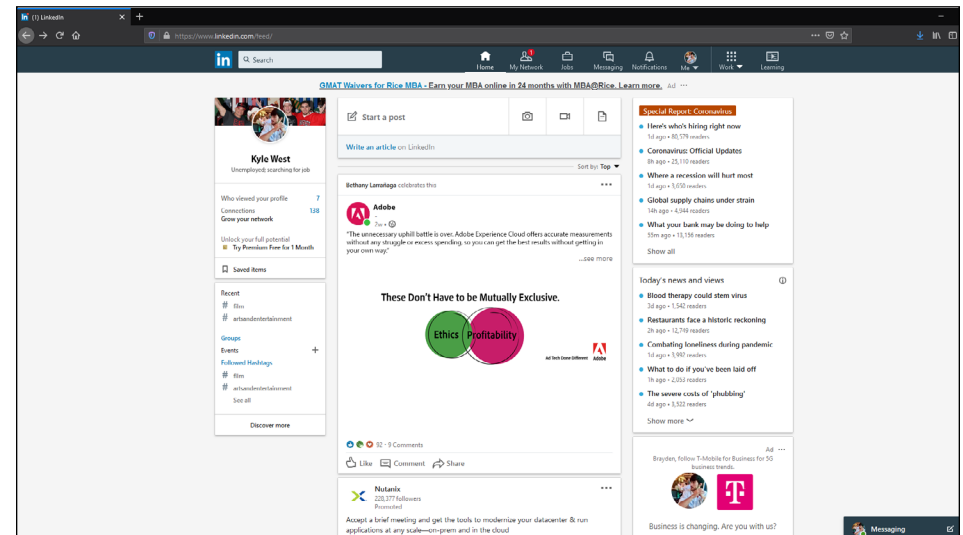 (1) LinkedIn
https://www.linkedin.com/feed/
in
Search
Home
My Network
1
Jobs
Messaging
Notifications
Me
Work
Learning
GMAT Waivers for Rice MBA - Earn your MBA online in 24 months with MBA@Rice. Learn more. Ad ···
Kyle West
Unemployed; searching for job
Who viewed your profile 7
Connections 138
Grow your network
Unlock your full potential
Try Premium Free for 1 Month
Saved items
Recent
# film
# artsandentertainment
Groups
Events +
Followed Hashtags
# film
# artsandentertainment
See all
Discover more
Start a post
Write an article on LinkedIn
Sort by: Top
Bethany Larrañaga celebrates this
Adobe
7w •
"The unnecessary uphill battle is over. Adobe Experience Cloud offers accurate measurements
without any struggle or excess spending, so you can get the best results without getting in
your own way."
...see more
These Don't Have to be Mutually Exclusive.
Ethics Profitability
Ad Tech Done Different Adobe
92 · 9 Comments
Like Comment Share
Nutanix
220,377 followers
Promoted
Accept a brief meeting and get the tools to modernize your datacenter & run
applications at any scale—on-prem and in the cloud
Special Report: Coronavirus
Here's who's hiring right now
1d ago • 80,579 readers
Coronavirus: Official Updates
8h ago • 25,110 readers
Where a recession will hurt most
1d ago • 3,650 readers
Global supply chains under strain
14h ago • 4,944 readers
What your bank may be doing to help
55m ago • 13,156 readers
Show all
Today's news and views
Blood therapy could stem virus
3d ago • 1,542 readers
Restaurants face a historic reckoning
2h ago • 12,749 readers
Combating loneliness during pandemic
1d ago • 3,992 readers
What to do if you've been laid off
1h ago • 2,053 readers
The severe costs of 'phubbing'
4d ago • 3,522 readers
Show more
Ad ···
Brayden, follow T-Mobile for Business for 5G
business trends.
T
Business is changing. Are you with us?
Messaging